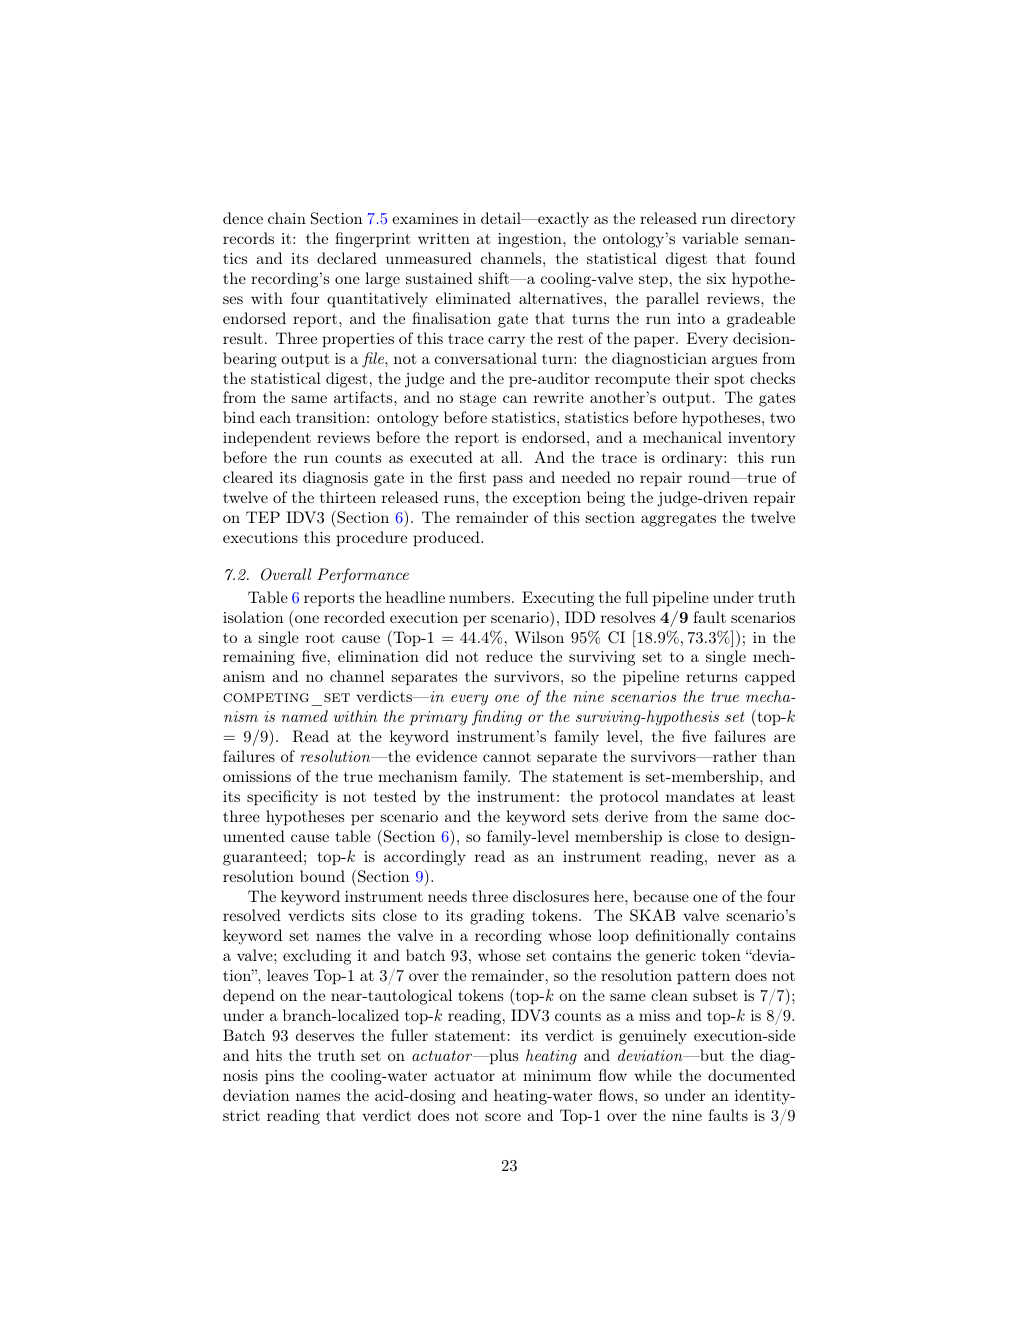 dence chain Section 7.5 examines in detail—exactly as the released run directory
records it: the fingerprint written at ingestion, the ontology's variable seman-
tics and its declared unmeasured channels, the statistical digest that found
the recording's one large sustained shift—a cooling-valve step, the six hypothe-
ses with four quantitatively eliminated alternatives, the parallel reviews, the
endorsed report, and the finalisation gate that turns the run into a gradeable
result. Three properties of this trace carry the rest of the paper. Every decision-
bearing output is a file, not a conversational turn: the diagnostician argues from
the statistical digest, the judge and the pre-auditor recompute their spot checks
from the same artifacts, and no stage can rewrite another's output. The gates
bind each transition: ontology before statistics, statistics before hypotheses, two
independent reviews before the report is endorsed, and a mechanical inventory
before the run counts as executed at all. And the trace is ordinary: this run
cleared its diagnosis gate in the first pass and needed no repair round—true of
twelve of the thirteen released runs, the exception being the judge-driven repair
on TEP IDV3 (Section 6). The remainder of this section aggregates the twelve
executions this procedure produced.
7.2. Overall Performance
Table 6 reports the headline numbers. Executing the full pipeline under truth
isolation (one recorded execution per scenario), IDD resolves 4/9 fault scenarios
to a single root cause (Top-1 = 44.4%, Wilson 95% CI [18.9%, 73.3%]); in the
remaining five, elimination did not reduce the surviving set to a single mech-
anism and no channel separates the survivors, so the pipeline returns capped
COMPETING_SET verdicts—in every one of the nine scenarios the true mecha-
nism is named within the primary finding or the surviving-hypothesis set (top-k
= 9/9). Read at the keyword instrument's family level, the five failures are
failures of resolution—the evidence cannot separate the survivors—rather than
omissions of the true mechanism family. The statement is set-membership, and
its specificity is not tested by the instrument: the protocol mandates at least
three hypotheses per scenario and the keyword sets derive from the same doc-
umented cause table (Section 6), so family-level membership is close to design-
guaranteed; top-k is accordingly read as an instrument reading, never as a
resolution bound (Section 9).
The keyword instrument needs three disclosures here, because one of the four
resolved verdicts sits close to its grading tokens. The SKAB valve scenario's
keyword set names the valve in a recording whose loop definitionally contains
a valve; excluding it and batch 93, whose set contains the generic token “devia-
tion”, leaves Top-1 at 3/7 over the remainder, so the resolution pattern does not
depend on the near-tautological tokens (top-k on the same clean subset is 7/7);
under a branch-localized top-k reading, IDV3 counts as a miss and top-k is 8/9.
Batch 93 deserves the fuller statement: its verdict is genuinely execution-side
and hits the truth set on actuator—plus heating and deviation—but the diag-
nosis pins the cooling-water actuator at minimum flow while the documented
deviation names the acid-dosing and heating-water flows, so under an identity-
strict reading that verdict does not score and Top-1 over the nine faults is 3/9
23